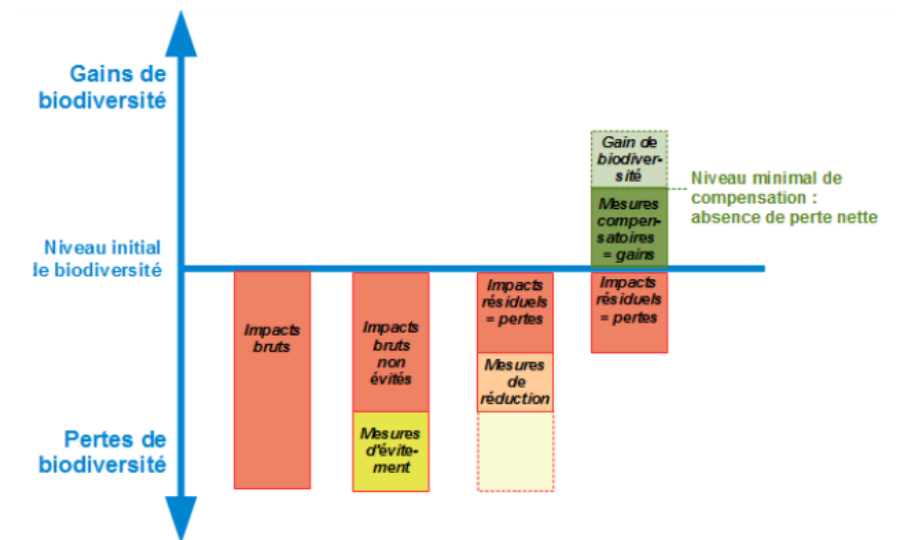 Gains de
biodiversité
Gain de
biodiver-
sité
Niveau minimal de
compensation :
absence de perte nette
Mesures
compen-
satoires
= gains
Niveau initial
de biodiversité
Impacts
bruts
Impacts
bruts
non
évités
Impacts
résiduels
= pertes
Impacts
résiduels
= pertes
Mesures
de
réduction
Pertes de
biodiversité
Mesures
d'évite-
ment